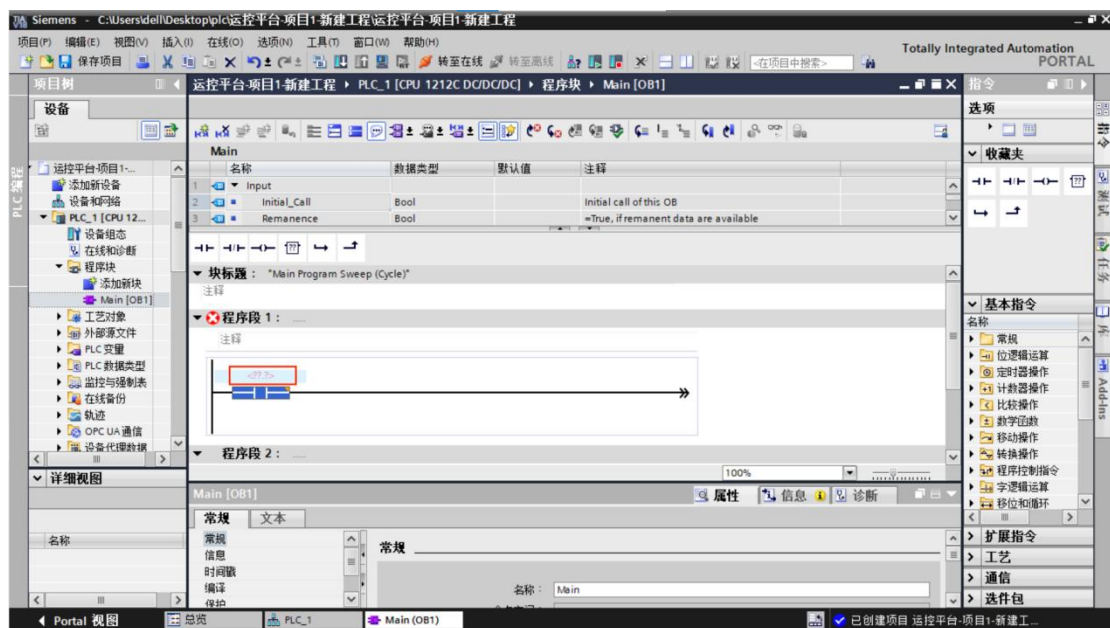 Siemens - C:\Users\dell\Desktop\plc\运控平台-项目1-新建工程\运控平台-项目1-新建工程
项目(P) 编辑(E) 视图(V) 插入(I) 在线(O) 选项(N) 工具(T) 窗口(W) 帮助(H)
Totally Integrated Automation
PORTAL
保存项目 转至在线 转至离线 <在项目中搜索>
项目树
运控平台-项目1-新建工程 ▸ PLC_1 [CPU 1212C DC/DC/DC] ▸ 程序块 ▸ Main [OB1]
指令
设备
选项
PLC 编程
Main
名称 数据类型 默认值 注释
1 Input
2 Initial_Call Bool Initial call of this OB
3 Remanence Bool =True, if remanent data are available
运控平台-项目1-...
添加新设备
设备和网络
PLC_1 [CPU 12...
设备组态
在线和诊断
程序块
添加新块
Main [OB1]
工艺对象
外部源文件
PLC 变量
PLC 数据类型
监控与强制表
在线备份
轨迹
OPC UA 通信
设备代理数据
块标题： "Main Program Sweep (Cycle)"
注释
程序段 1： .....
注释
<??.?>
程序段 2： .....
100%
收藏夹
基本指令
名称
常规
位逻辑运算
定时器操作
计数器操作
比较操作
数学函数
移动操作
转换操作
程序控制指令
字逻辑运算
移位和循环
扩展指令
工艺
通信
选件包
任务
库
Add-Ins
详细视图
名称
Main [OB1]
属性 信息 诊断
常规 文本
常规
信息
时间戳
编译
保护
常规
名称： Main
Portal 视图 总览 PLC_1 Main (OB1) 已创建项目 运控平台-项目1-新建工...